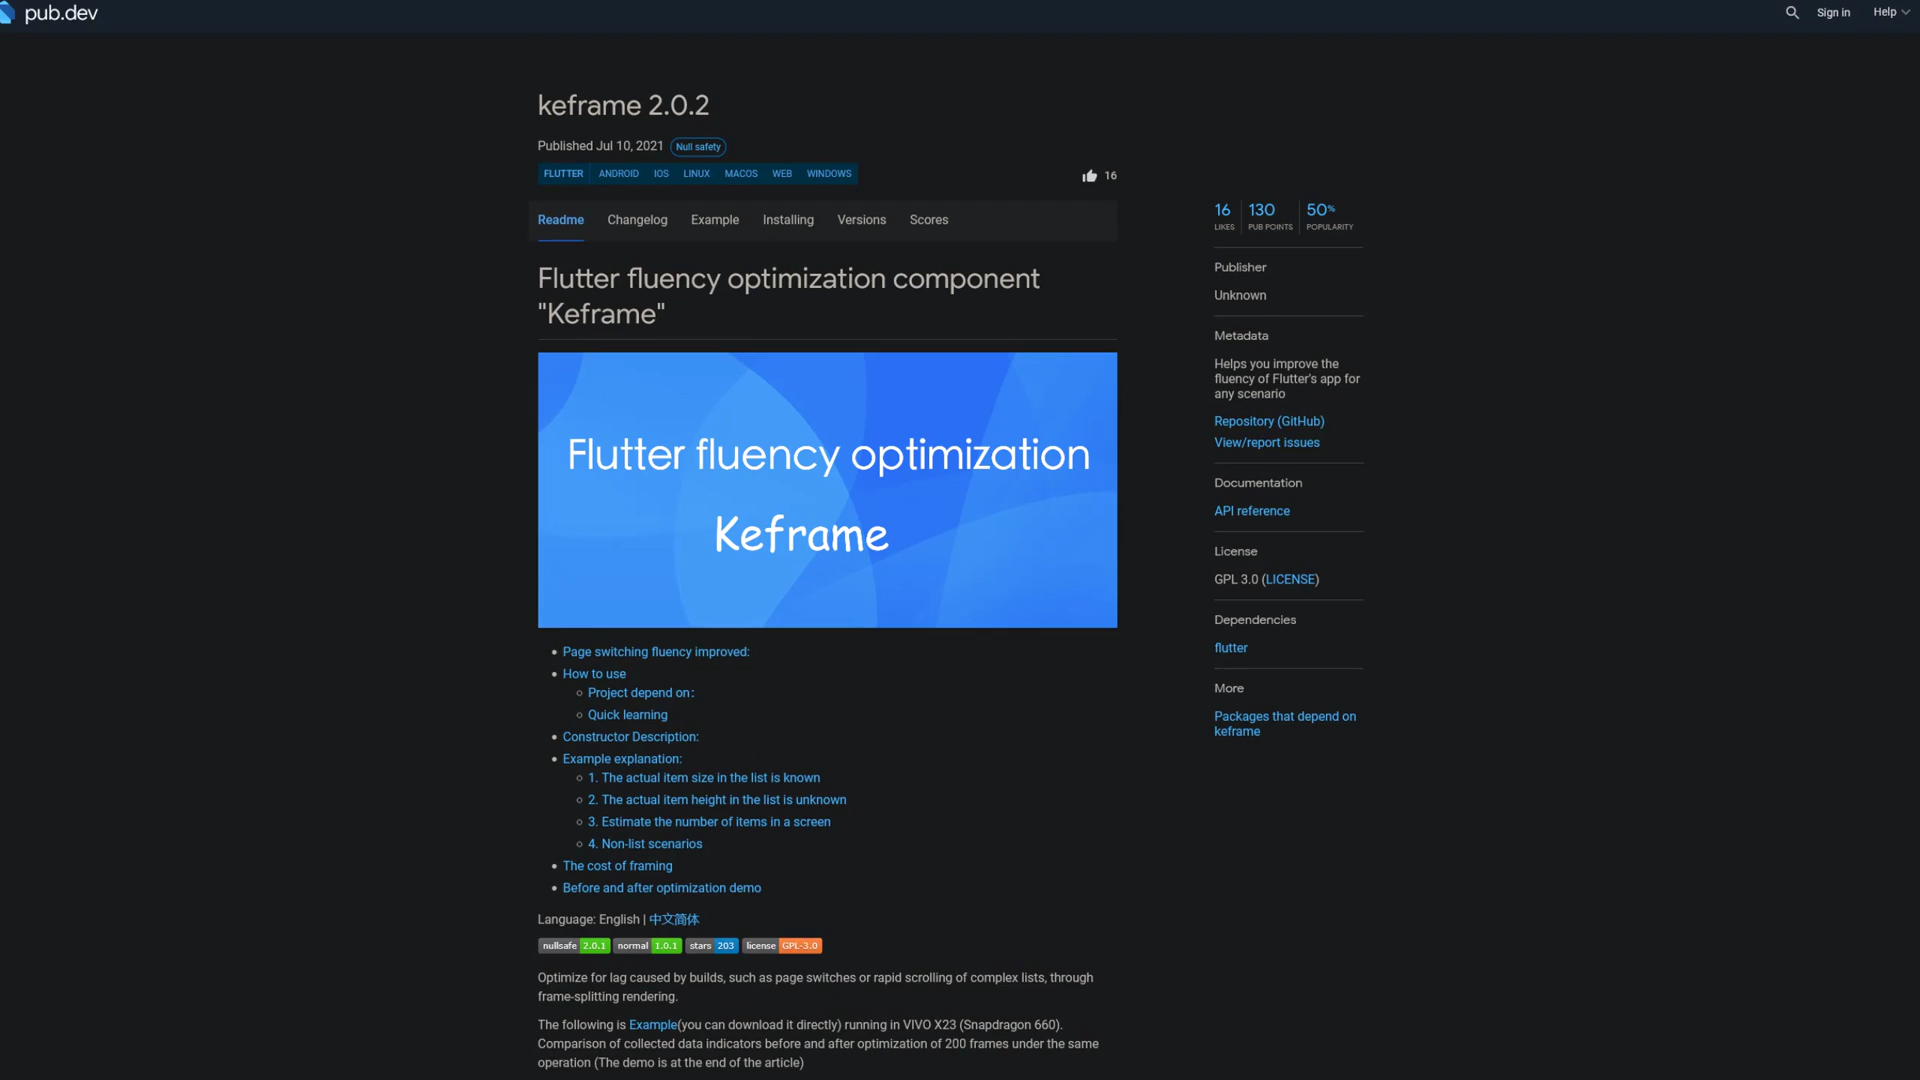 pub.dev
Sign in
Help
keframe 2.0.2
Published Jul 10, 2021 Null safety
FLUTTER ANDROID IOS LINUX MACOS WEB WINDOWS
16
Readme Changelog Example Installing Versions Scores
Flutter fluency optimization component
"Keframe"
Flutter fluency optimization
Keframe
Page switching fluency improved:
How to use
Project depend on:
Quick learning
Constructor Description:
Example explanation:
1. The actual item size in the list is known
2. The actual item height in the list is unknown
3. Estimate the number of items in a screen
4. Non-list scenarios
The cost of framing
Before and after optimization demo
Language: English | 中文简体
nullsafe 2.0.1 normal 1.0.1 stars 203 license GPL-3.0
Optimize for lag caused by builds, such as page switches or rapid scrolling of complex lists, through
frame-splitting rendering.
The following is Example(you can download it directly) running in VIVO X23 (Snapdragon 660).
Comparison of collected data indicators before and after optimization of 200 frames under the same
operation (The demo is at the end of the article)
16 130 50%
LIKES PUB POINTS POPULARITY
Publisher
Unknown
Metadata
Helps you improve the
fluency of Flutter's app for
any scenario
Repository (GitHub)
View/report issues
Documentation
API reference
License
GPL 3.0 (LICENSE)
Dependencies
flutter
More
Packages that depend on
keframe